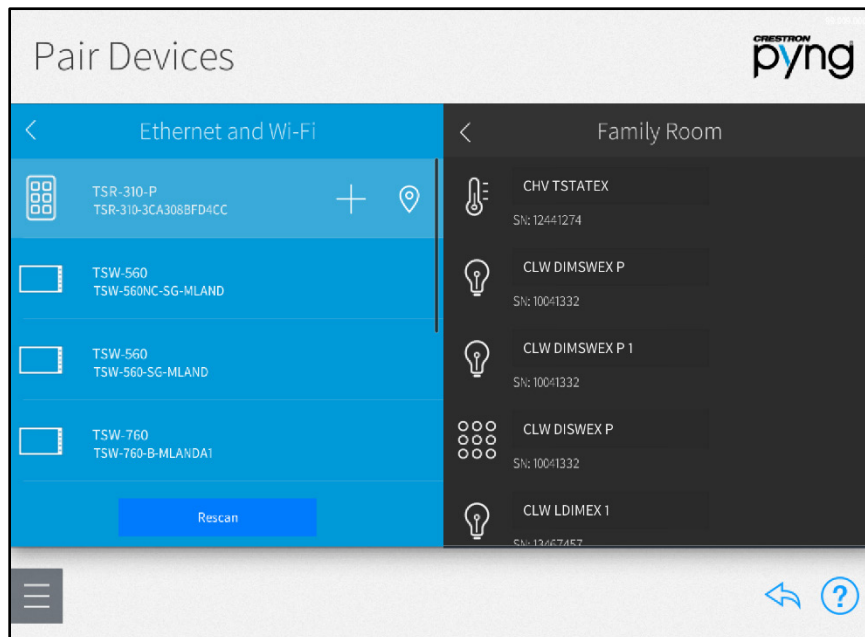 Pair Devices
CRESTRON
pyng
Ethernet and Wi-Fi
TSR-310-P
TSR-310-3CA308BFD4CC
TSW-560
TSW-560NC-SG-MLAND
TSW-560
TSW-560-SG-MLAND
TSW-760
TSW-760-B-MLANDA1
Rescan
Family Room
CHV TSTATEX
SN: 12441274
CLW DIMSWEX P
SN: 10041332
CLW DIMSWEX P 1
SN: 10041332
CLW DISWEX P
SN: 10041332
CLW LDIMEX 1
SN: 13467457
?